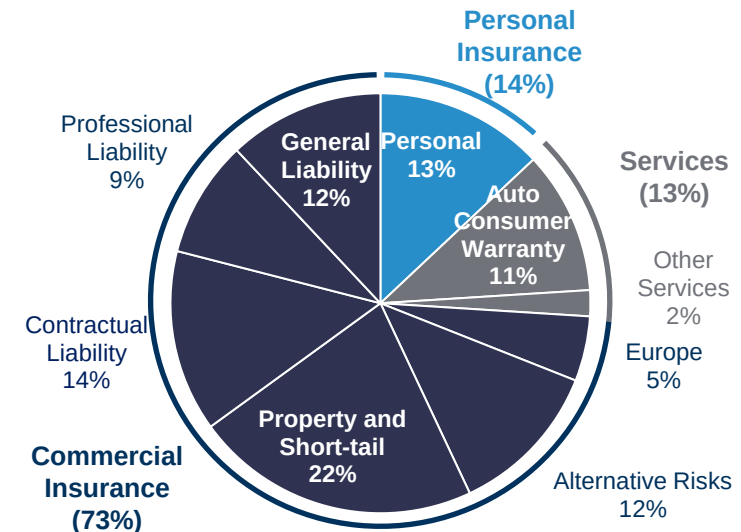 Personal
Insurance
(14%)
Professional
Liability
9%
General
Liability
12%
Personal
13%
Services
(13%)
Auto
Consumer
Warranty
11%
Other
Services
2%
Contractual
Liability
14%
Europe
5%
Property and
Short-tail
22%
Commercial
Insurance
(73%)
Alternative Risks
12%